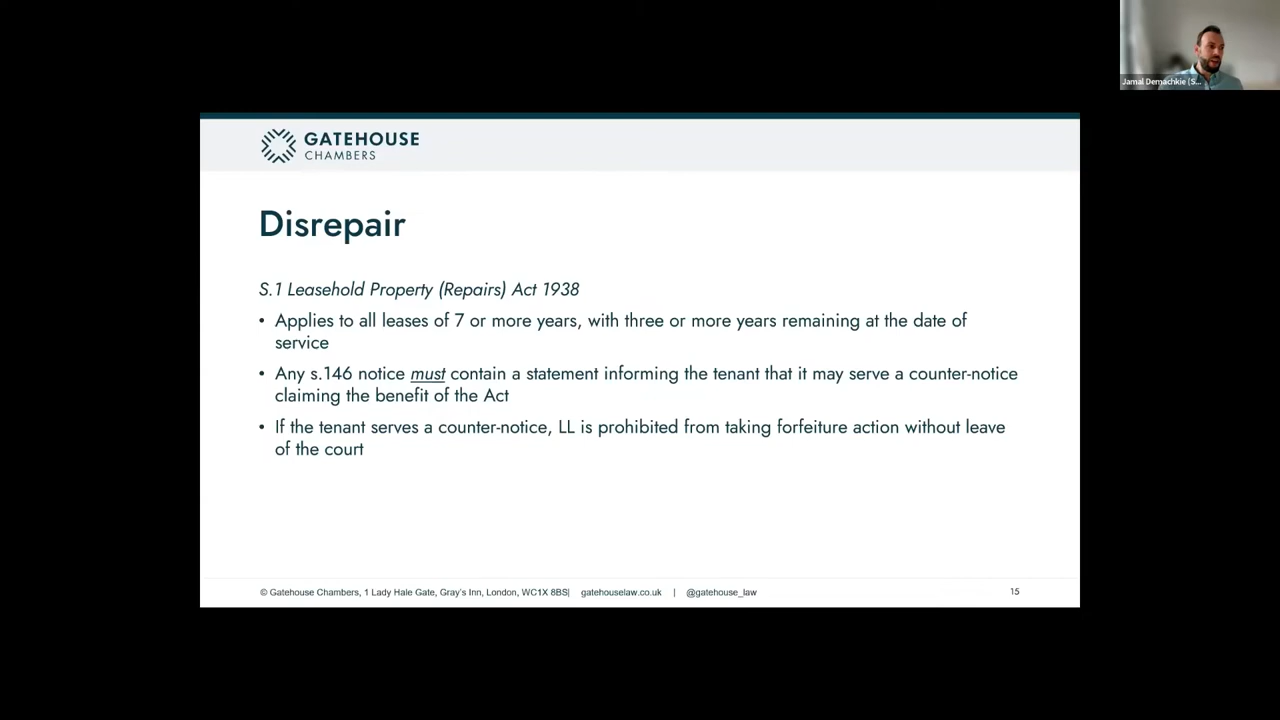 Jamal Demachkie (S...
GATEHOUSE
CHAMBERS
Disrepair
S.1 Leasehold Property (Repairs) Act 1938
• Applies to all leases of 7 or more years, with three or more years remaining at the date of
service
• Any s.146 notice must contain a statement informing the tenant that it may serve a counter-notice
claiming the benefit of the Act
• If the tenant serves a counter-notice, LL is prohibited from taking forfeiture action without leave
of the court
© Gatehouse Chambers, 1 Lady Hale Gate, Gray's Inn, London, WC1X 8BS| gatehouselaw.co.uk | @gatehouse_law
15